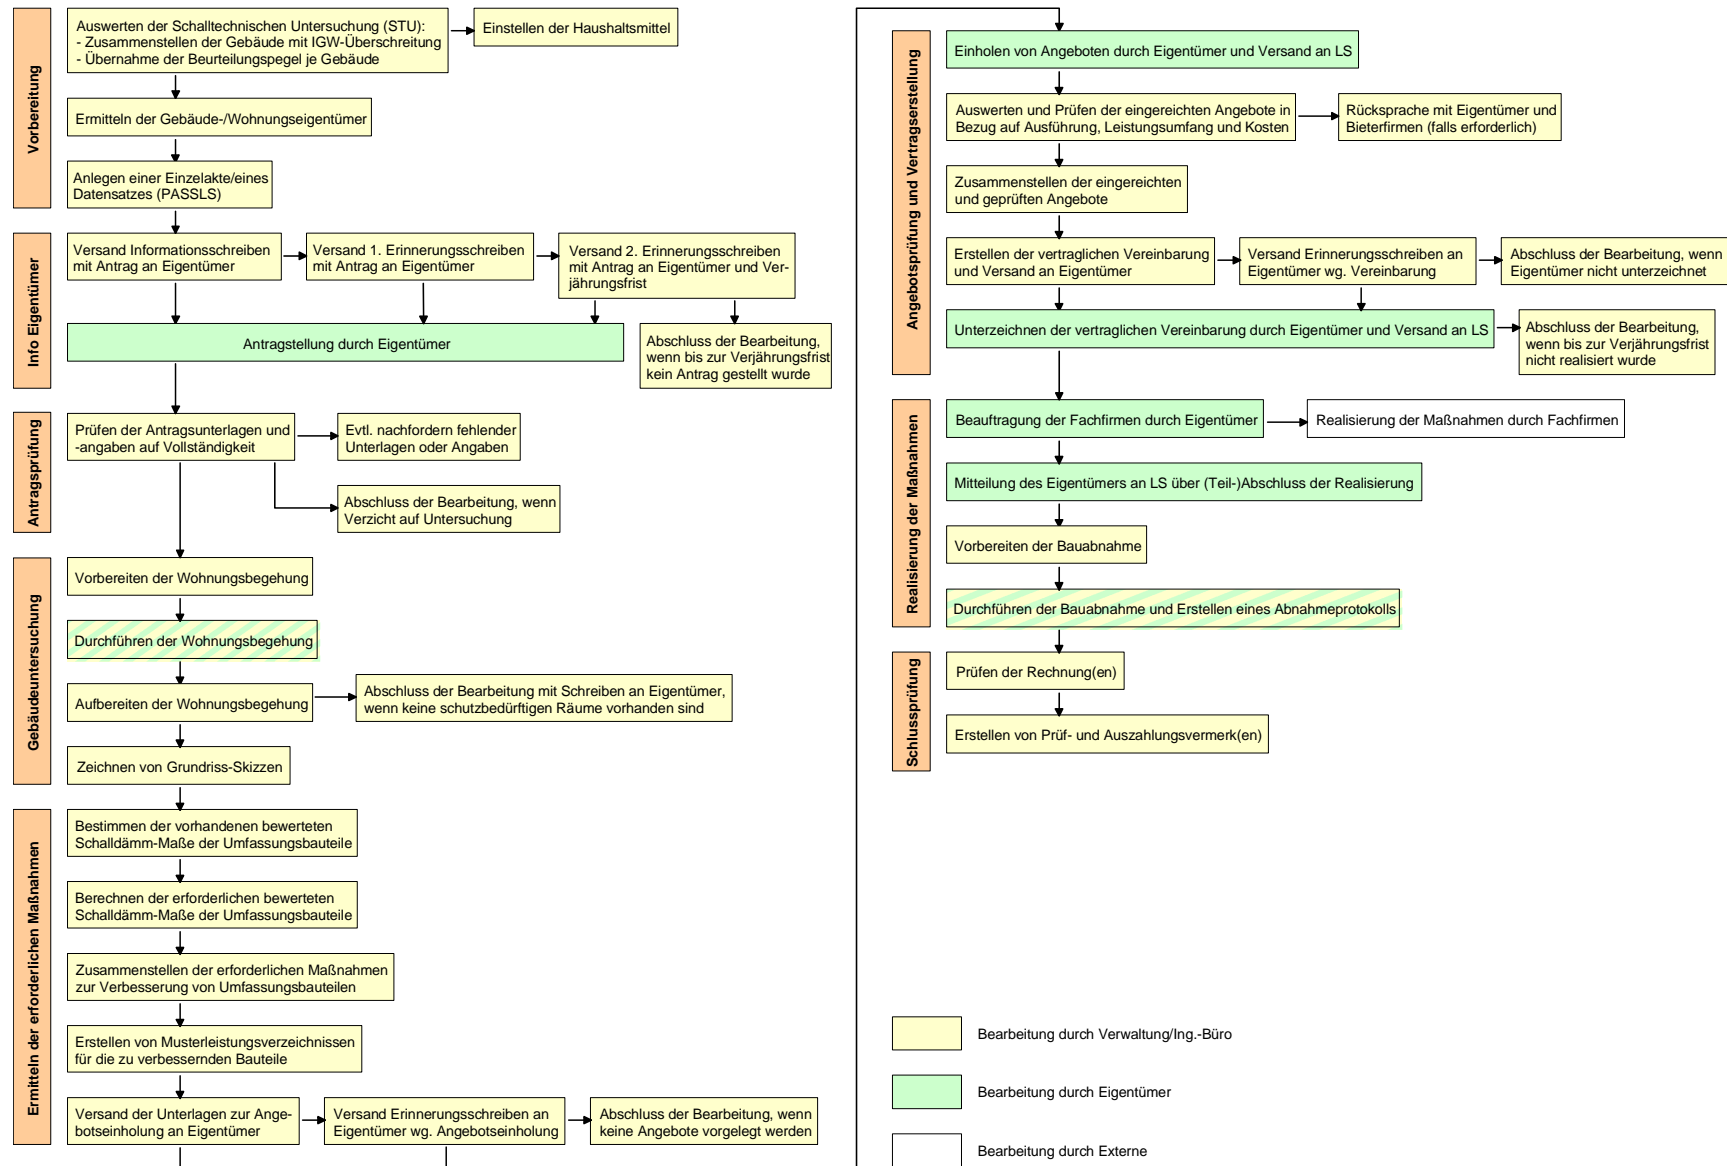 Vorbereitung
Auswerten der Schalltechnischen Untersuchung (STU):
- Zusammenstellen der Gebäude mit IGW-Überschreitung
- Übernahme der Beurteilungspegel je Gebäude
Einstellen der Haushaltsmittel
Ermitteln der Gebäude-/Wohnungseigentümer
Anlegen einer Einzelakte/eines
Datensatzes (PASSLS)
Info Eigentümer
Versand Informationsschreiben
mit Antrag an Eigentümer
Versand 1. Erinnerungsschreiben
mit Antrag an Eigentümer
Versand 2. Erinnerungsschreiben
mit Antrag an Eigentümer und Ver-
jährungsfrist
Antragstellung durch Eigentümer
Abschluss der Bearbeitung,
wenn bis zur Verjährungsfrist
kein Antrag gestellt wurde
Antragsprüfung
Prüfen der Antragsunterlagen und
-angaben auf Vollständigkeit
Evtl. nachfordern fehlender
Unterlagen oder Angaben
Abschluss der Bearbeitung, wenn
Verzicht auf Untersuchung
Gebäudeuntersuchung
Vorbereiten der Wohnungsbegehung
Durchführen der Wohnungsbegehung
Aufbereiten der Wohnungsbegehung
Abschluss der Bearbeitung mit Schreiben an Eigentümer,
wenn keine schutzbedürftigen Räume vorhanden sind
Zeichnen von Grundriss-Skizzen
Ermitteln der erforderlichen Maßnahmen
Bestimmen der vorhandenen bewerteten
Schalldämm-Maße der Umfassungsbauteile
Berechnen der erforderlichen bewerteten
Schalldämm-Maße der Umfassungsbauteile
Zusammenstellen der erforderlichen Maßnahmen
zur Verbesserung von Umfassungsbauteilen
Erstellen von Musterleistungsverzeichnissen
für die zu verbessernden Bauteile
Versand der Unterlagen zur Ange-
botseinholung an Eigentümer
Versand Erinnerungsschreiben an
Eigentümer wg. Angebotseinholung
Abschluss der Bearbeitung, wenn
keine Angebote vorgelegt werden
Angebotsprüfung und Vertragserstellung
Einholen von Angeboten durch Eigentümer und Versand an LS
Auswerten und Prüfen der eingereichten Angebote in
Bezug auf Ausführung, Leistungsumfang und Kosten
Rücksprache mit Eigentümer und
Bieterfirmen (falls erforderlich)
Zusammenstellen der eingereichten
und geprüften Angebote
Erstellen der vertraglichen Vereinbarung
und Versand an Eigentümer
Versand Erinnerungsschreiben an
Eigentümer wg. Vereinbarung
Abschluss der Bearbeitung, wenn
Eigentümer nicht unterzeichnet
Unterzeichnen der vertraglichen Vereinbarung durch Eigentümer und Versand an LS
Abschluss der Bearbeitung,
wenn bis zur Verjährungsfrist
nicht realisiert wurde
Realisierung der Maßnahmen
Beauftragung der Fachfirmen durch Eigentümer
Realisierung der Maßnahmen durch Fachfirmen
Mitteilung des Eigentümers an LS über (Teil-)Abschluss der Realisierung
Vorbereiten der Bauabnahme
Durchführen der Bauabnahme und Erstellen eines Abnahmeprotokolls
Schlussprüfung
Prüfen der Rechnung(en)
Erstellen von Prüf- und Auszahlungsvermerk(en)
Bearbeitung durch Verwaltung/Ing.-Büro
Bearbeitung durch Eigentümer
Bearbeitung durch Externe